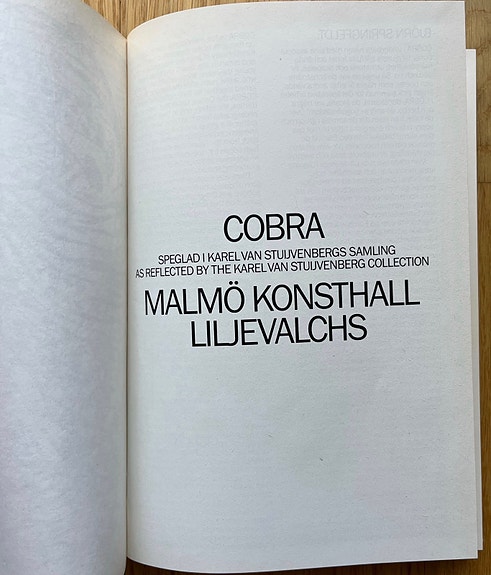 COBRA
SPEGLAD I KAREL VAN STUIJVENBERGS SAMLING
AS REFLECTED BY THE KAREL VAN STUIJVENBERG COLLECTION
MALMÖ KONSTHALL
LILJEVALCHS